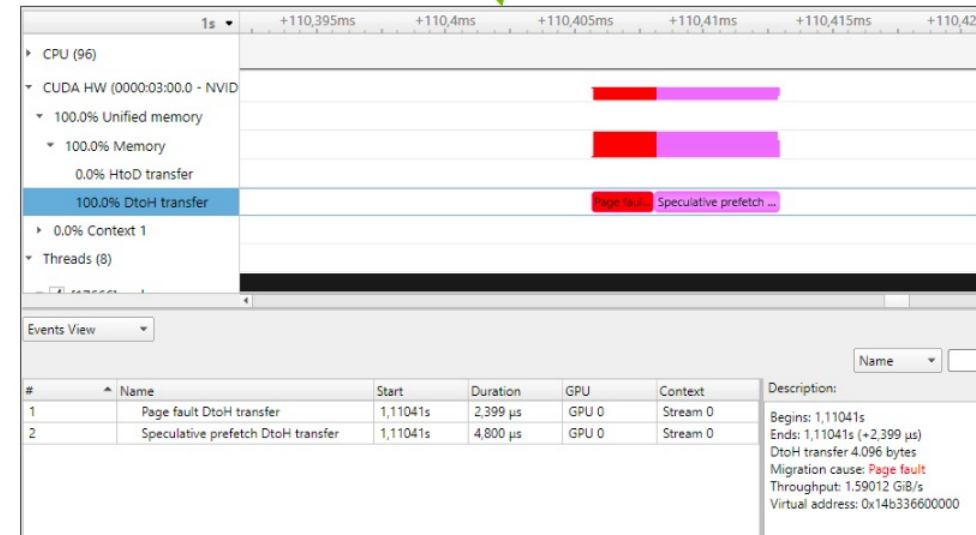 1s +110,395ms +110,4ms +110,405ms +110,41ms +110,415ms +110,42
CPU (96)
CUDA HW (0000:03:00.0 - NVID
100.0% Unified memory
100.0% Memory
0.0% HtoD transfer
100.0% DtoH transfer Page faul... Speculative prefetch ...
0.0% Context 1
Threads (8)
Events View
Name
# Name Start Duration GPU Context Description:
1 Page fault DtoH transfer 1,11041s 2,399 μs GPU 0 Stream 0
2 Speculative prefetch DtoH transfer 1,11041s 4,800 μs GPU 0 Stream 0
Begins: 1,11041s
Ends: 1,11041s (+2,399 μs)
DtoH transfer 4.096 bytes
Migration cause: Page fault
Throughput: 1.59012 GiB/s
Virtual address: 0x14b336600000